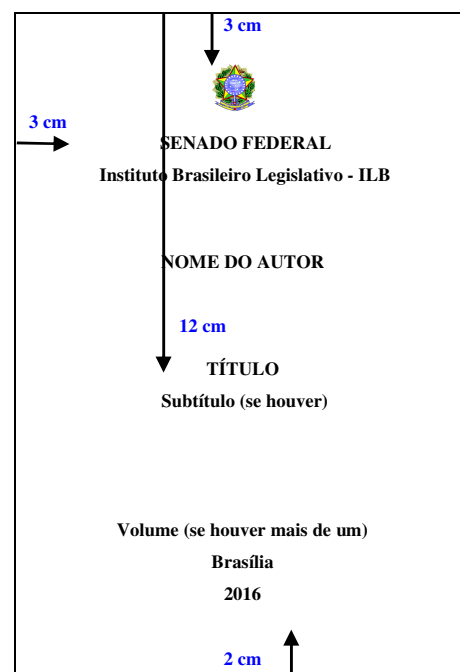 3 cm
3 cm
SENADO FEDERAL
Instituto Brasileiro Legislativo - ILB
NOME DO AUTOR
12 cm
TÍTULO
Subtítulo (se houver)
Volume (se houver mais de um)
Brasília
2016
2 cm